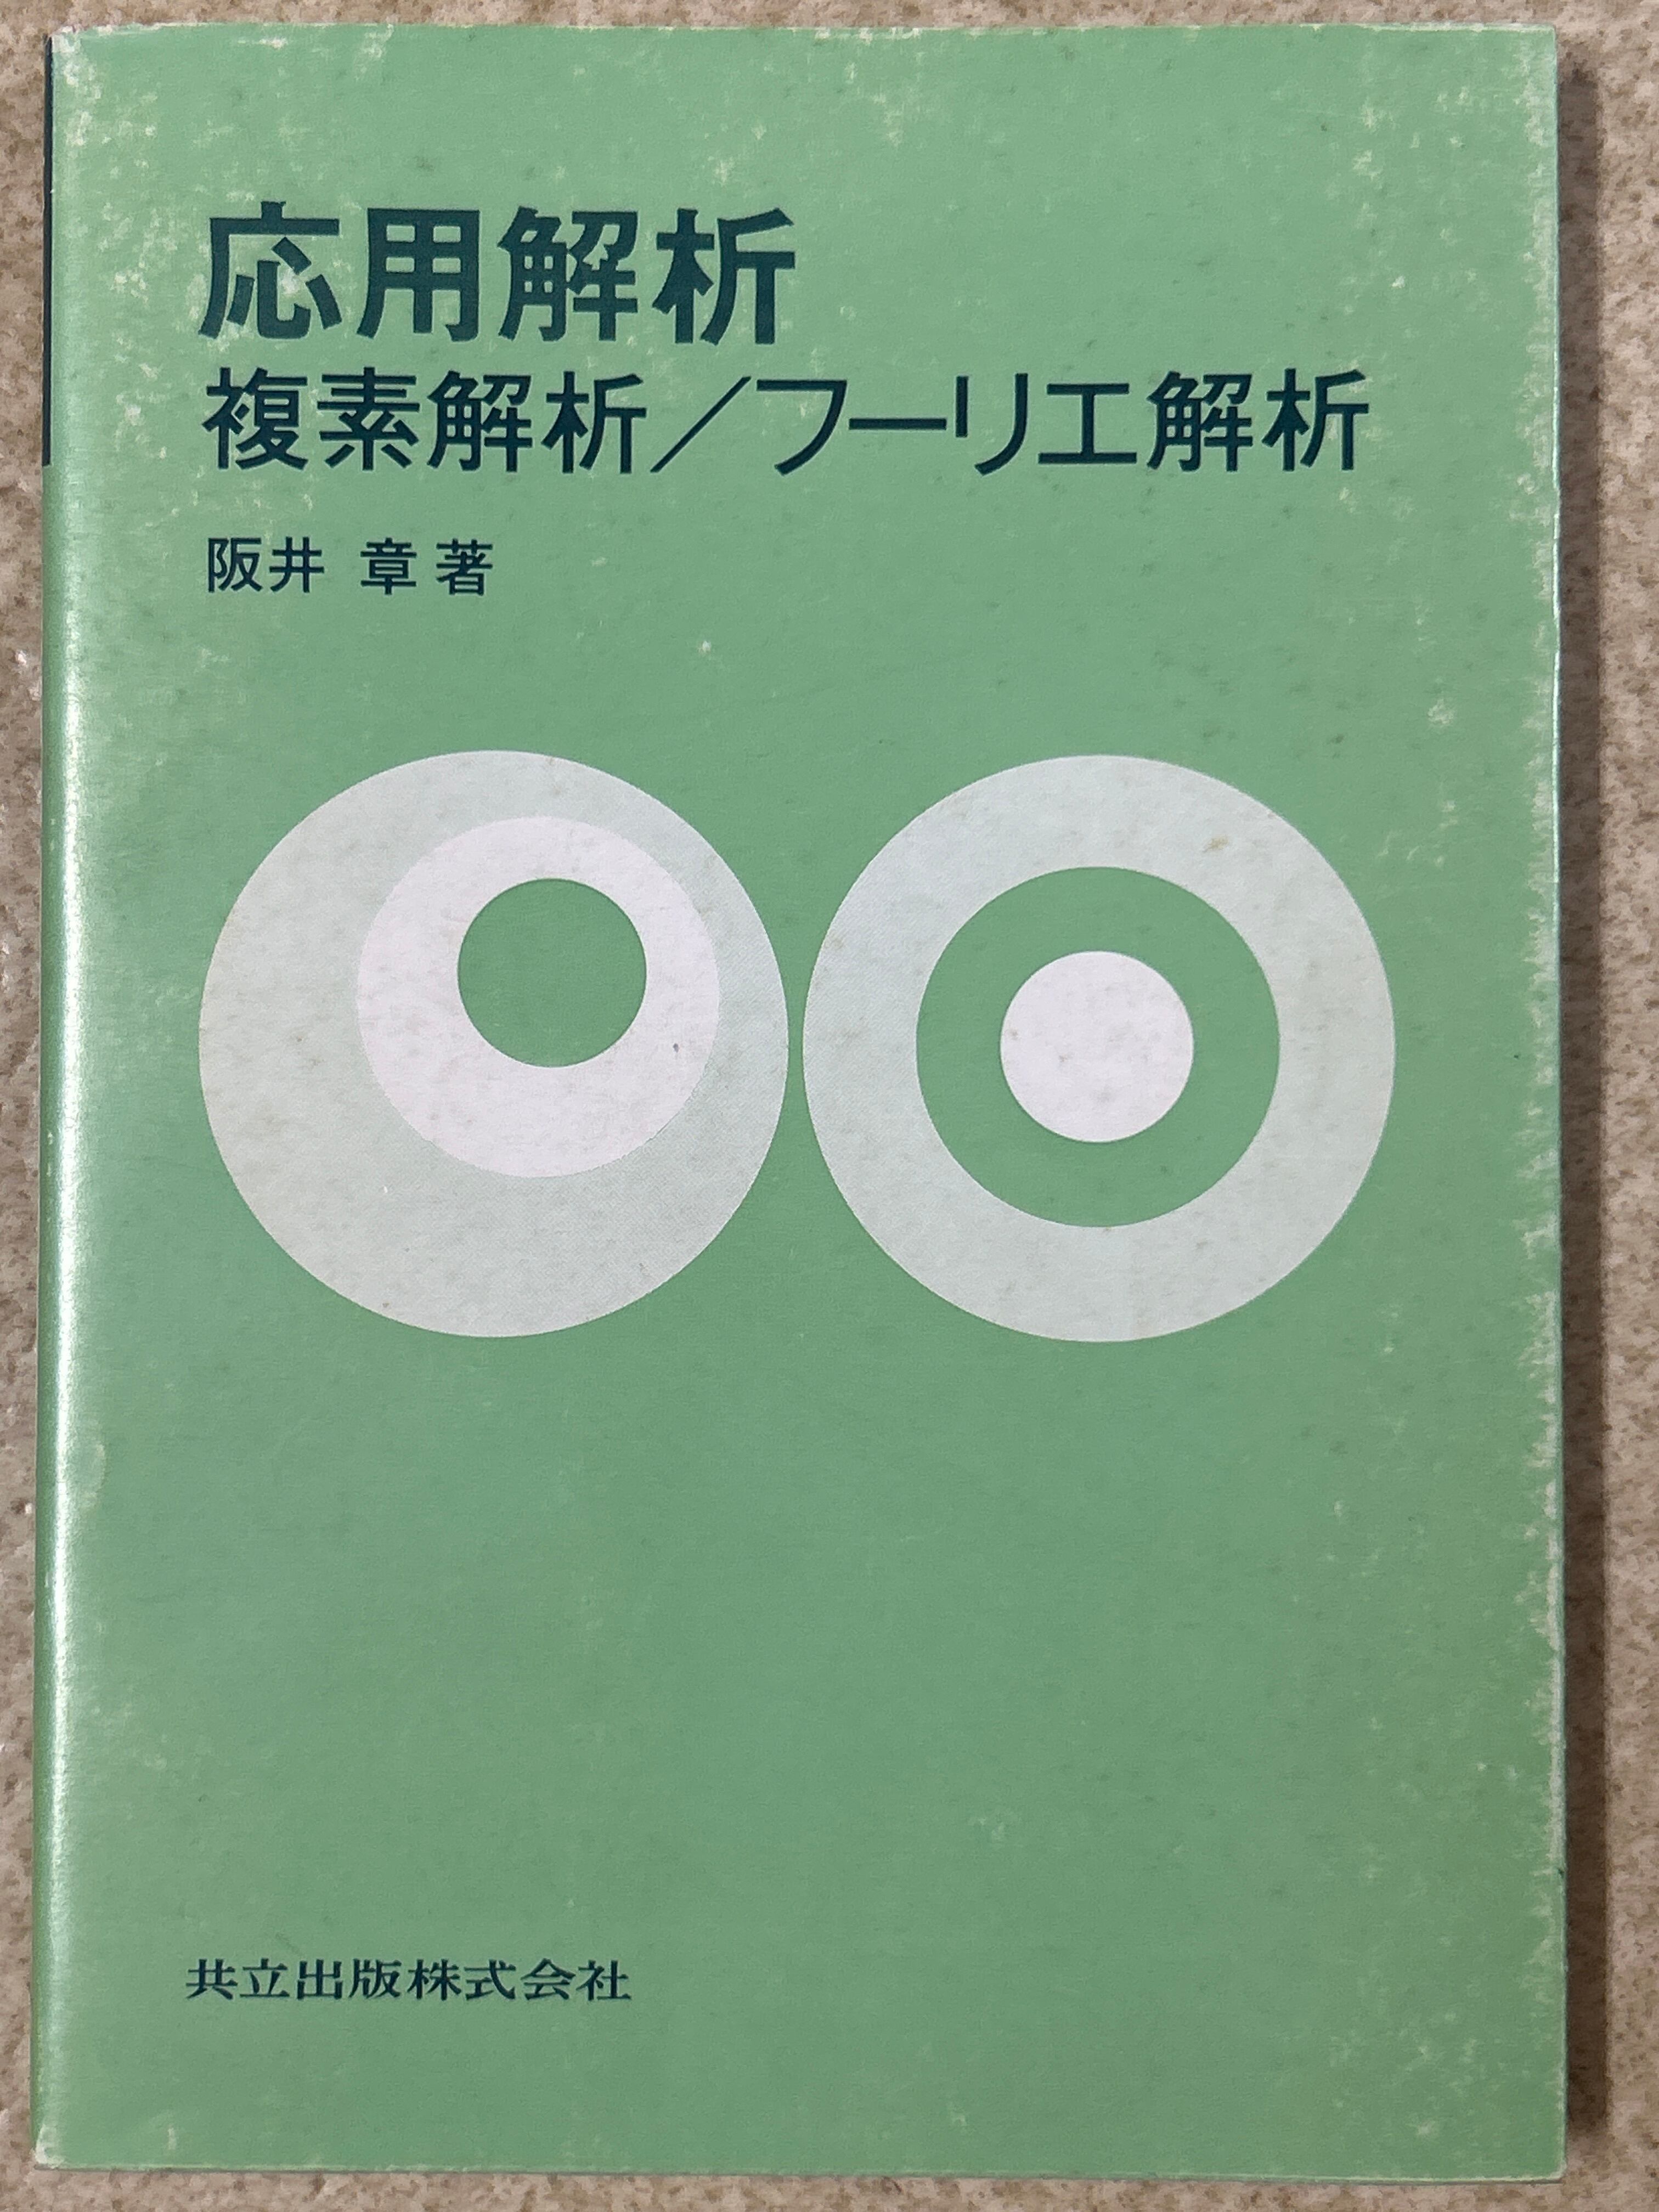 応用解析
複素解析／フーリエ解析
阪井 章 著
共立出版株式会社